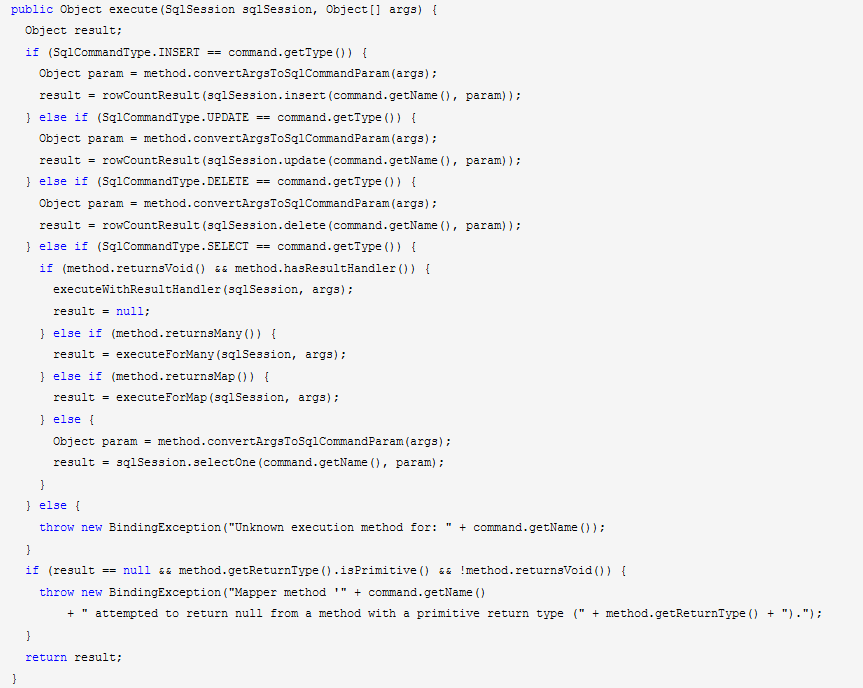 public Object execute(SqlSession sqlSession, Object[] args) {
  Object result;
  if (SqlCommandType.INSERT == command.getType()) {
    Object param = method.convertArgsToSqlCommandParam(args);
    result = rowCountResult(sqlSession.insert(command.getName(), param));
  } else if (SqlCommandType.UPDATE == command.getType()) {
    Object param = method.convertArgsToSqlCommandParam(args);
    result = rowCountResult(sqlSession.update(command.getName(), param));
  } else if (SqlCommandType.DELETE == command.getType()) {
    Object param = method.convertArgsToSqlCommandParam(args);
    result = rowCountResult(sqlSession.delete(command.getName(), param));
  } else if (SqlCommandType.SELECT == command.getType()) {
    if (method.returnsVoid() && method.hasResultHandler()) {
      executeWithResultHandler(sqlSession, args);
      result = null;
    } else if (method.returnsMany()) {
      result = executeForMany(sqlSession, args);
    } else if (method.returnsMap()) {
      result = executeForMap(sqlSession, args);
    } else {
      Object param = method.convertArgsToSqlCommandParam(args);
      result = sqlSession.selectOne(command.getName(), param);
    }
  } else {
    throw new BindingException("Unknown execution method for: " + command.getName());
  }
  if (result == null && method.getReturnType().isPrimitive() && !method.returnsVoid()) {
    throw new BindingException("Mapper method '" + command.getName()
        + " attempted to return null from a method with a primitive return type (" + method.getReturnType() + ").");
  }
  return result;
}